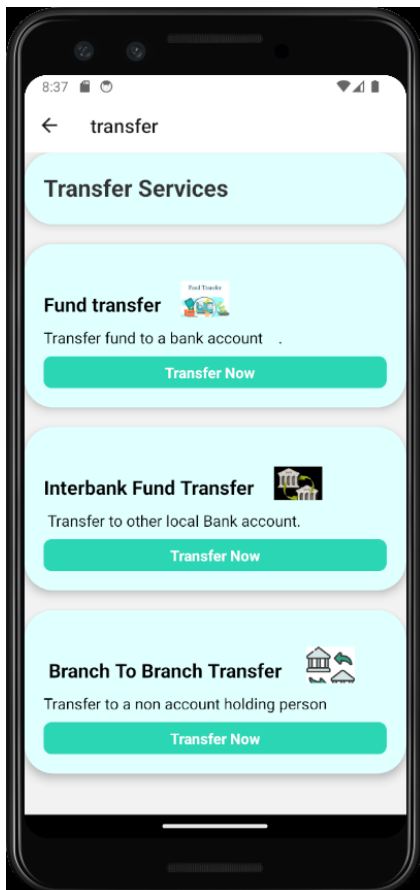 8:37
transfer
Transfer Services
Fund Transfer
Fund transfer
Transfer fund to a bank account .
Transfer Now
Interbank Fund Transfer
Transfer to other local Bank account.
Transfer Now
Branch To Branch Transfer
Transfer to a non account holding person
Transfer Now